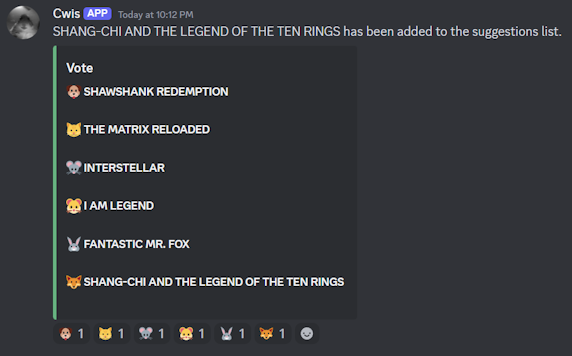 Cwis APP Today at 10:12 PM
SHANG-CHI AND THE LEGEND OF THE TEN RINGS has been added to the suggestions list.
Vote
🐶 SHAWSHANK REDEMPTION
🐱 THE MATRIX RELOADED
🐭 INTERSTELLAR
🐹 I AM LEGEND
🐰 FANTASTIC MR. FOX
🦊 SHANG-CHI AND THE LEGEND OF THE TEN RINGS
🐶 1 🐱 1 🐭 1 🐹 1 🐰 1 🦊 1